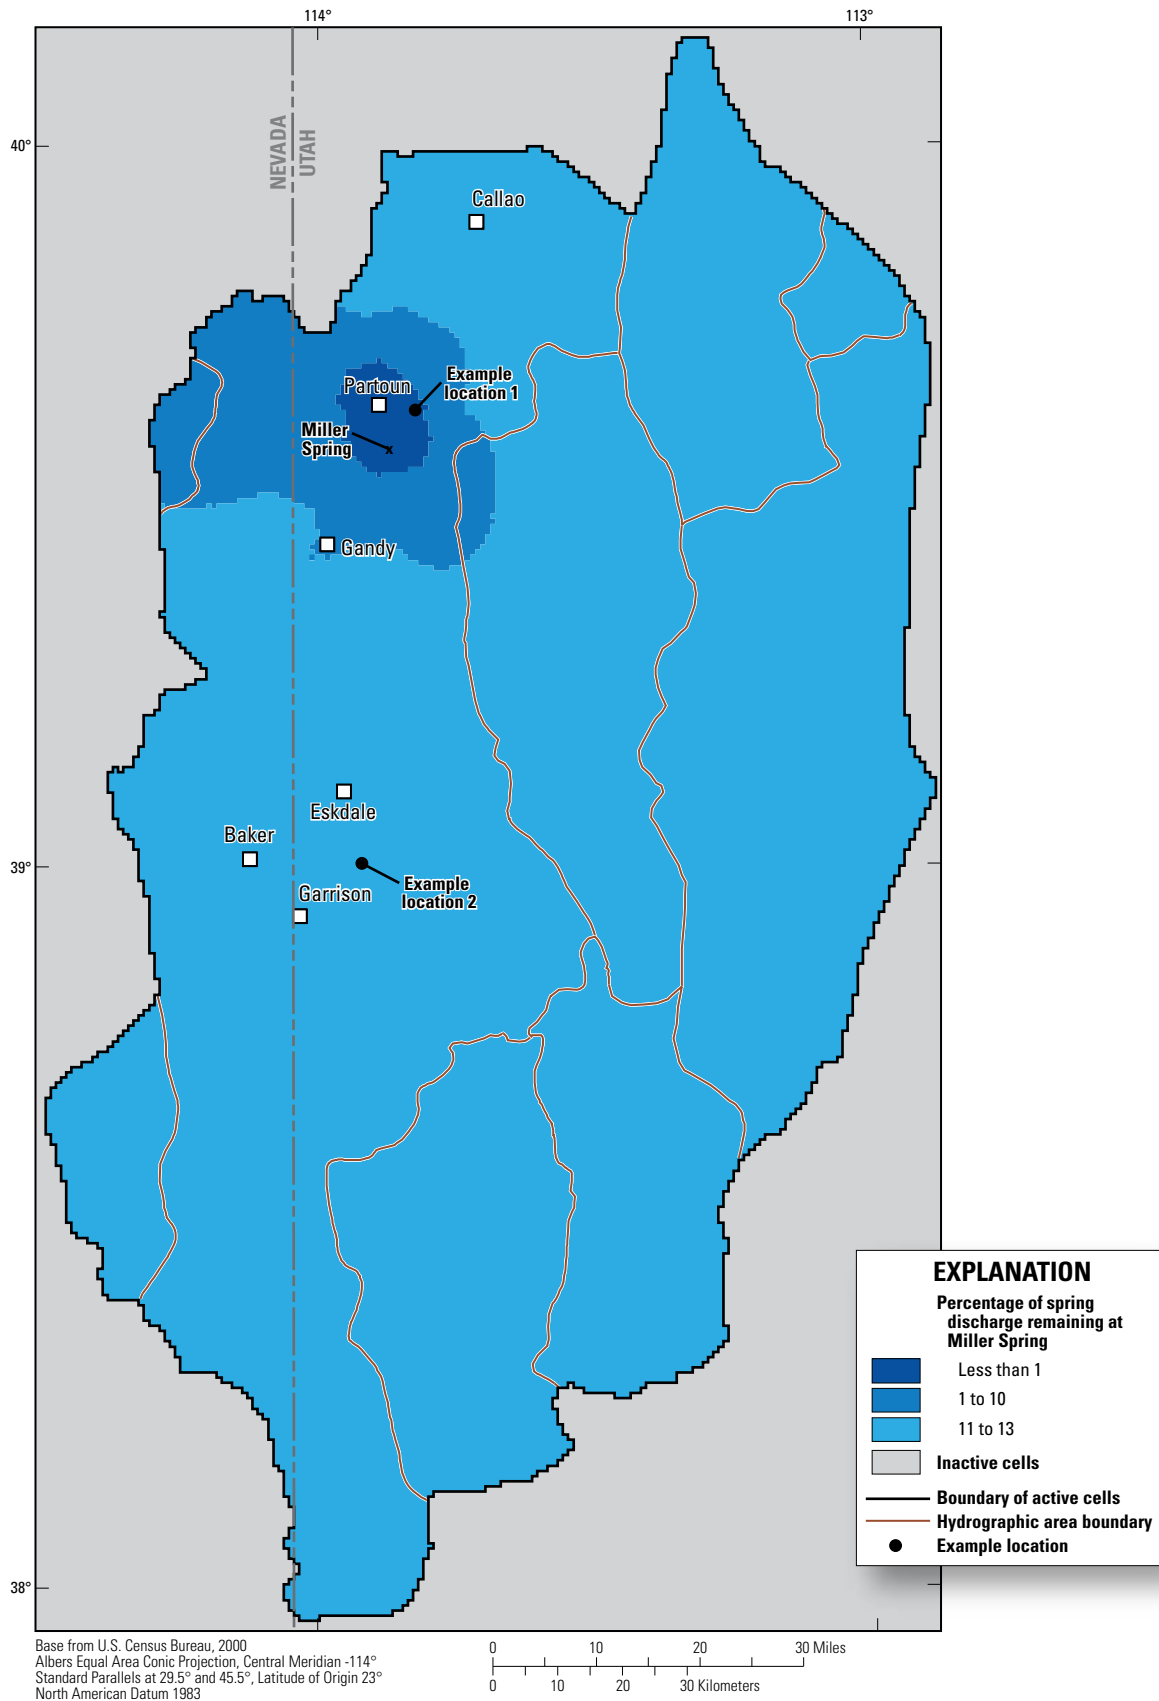 114°
113°
40°
NEVADA
UTAH
Callao
Partoun
Example
location 1
Miller
Spring
Gandy
Eskdale
Baker
39°
Example
location 2
Garrison
EXPLANATION
Percentage of spring
discharge remaining at
Miller Spring
Less than 1
1 to 10
11 to 13
Inactive cells
Boundary of active cells
Hydrographic area boundary
Example location
38°
Base from U.S. Census Bureau, 2000
Albers Equal Area Conic Projection, Central Meridian -114°
Standard Parallels at 29.5° and 45.5°, Latitude of Origin 23°
North American Datum 1983
0 10 20 30 Miles
0 10 20 30 Kilometers